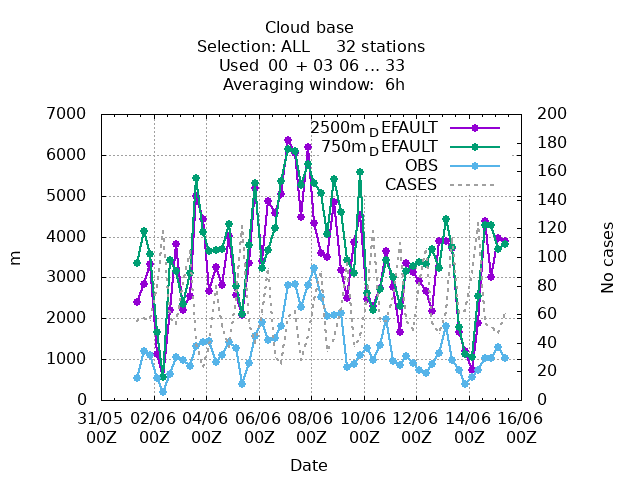 Cloud base
Selection: ALL 32 stations
Used 00 + 03 06 ... 33
Averaging window: 6h
7000
6000
5000
4000
3000
2000
1000
0
200
180
160
140
120
100
80
60
40
20
0
2500m DEFAULT
750m DEFAULT
OBS
CASES
m
No cases
31/05 02/06 04/06 06/06 08/06 10/06 12/06 14/06 16/06
00Z 00Z 00Z 00Z 00Z 00Z 00Z 00Z 00Z
Date